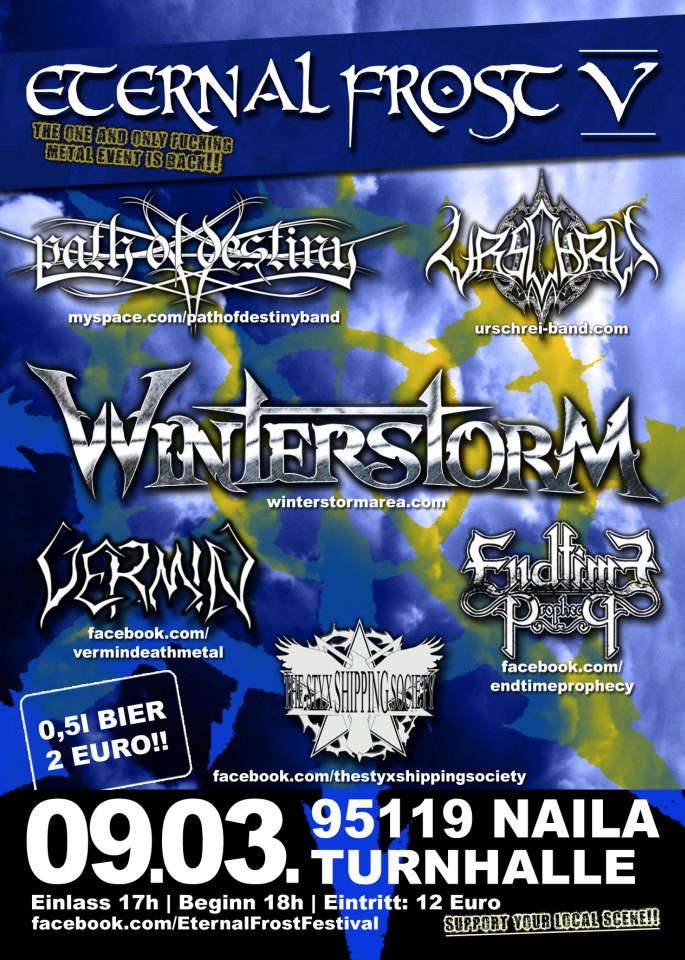 ETERNAL FROST V
THE ONE AND ONLY FUCKING
METAL EVENT IS BACK!!
path of destiny
myspace.com/pathofdestinyband
URSCHREI
urschrei-band.com
WINTERSTORM
winterstormarea.com
VERMIN
facebook.com/
vermindeathmetal
Endtime
Prophecy
facebook.com/
endtimeprophecy
THE STYX SHIPPING SOCIETY
facebook.com/thestyxshippingsociety
0,5l BIER
2 EURO!!
09.03.
95119 NAILA
TURNHALLE
Einlass 17h | Beginn 18h | Eintritt: 12 Euro
facebook.com/EternalFrostFestival
SUPPORT YOUR LOCAL SCENE!!